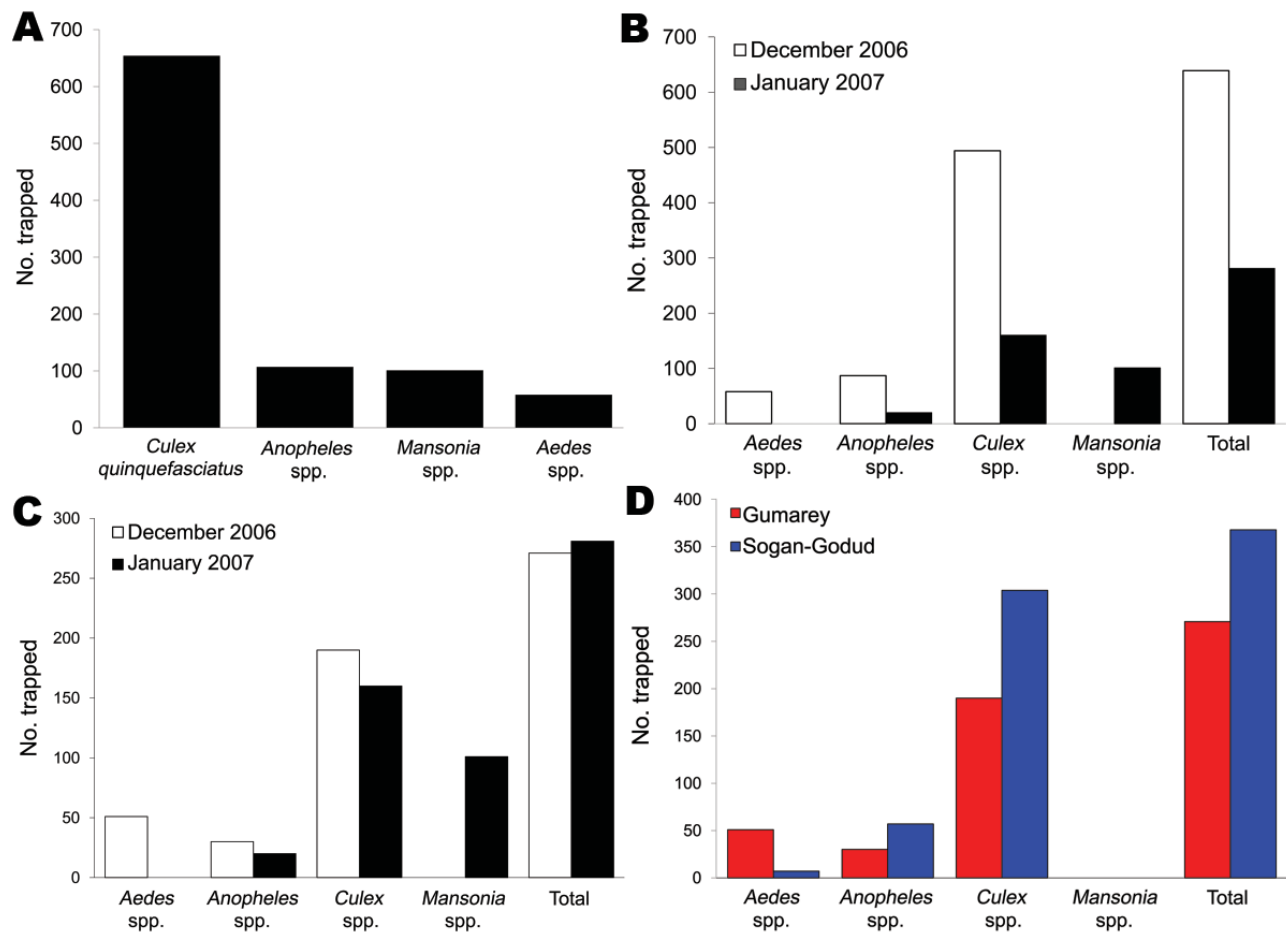 A
700
600
500
400
300
200
100
0
No. trapped
Culex quinquefasciatus
Anopheles spp.
Mansonia spp.
Aedes spp.
B
700
600
500
400
300
200
100
0
No. trapped
December 2006
January 2007
Aedes spp.
Anopheles spp.
Culex spp.
Mansonia spp.
Total
C
300
250
200
150
100
50
0
No. trapped
December 2006
January 2007
Aedes spp.
Anopheles spp.
Culex spp.
Mansonia spp.
Total
D
400
350
300
250
200
150
100
50
0
No. trapped
Gumarey
Sogan-Godud
Aedes spp.
Anopheles spp.
Culex spp.
Mansonia spp.
Total